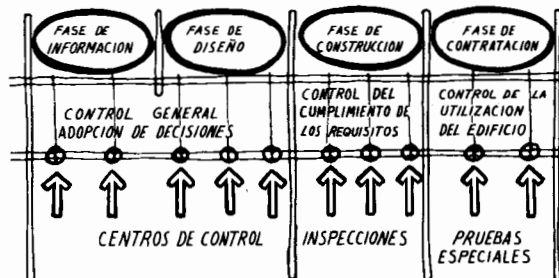 FASE DE
INFORMACION
FASE DE
DISEÑO
FASE DE
CONSTRUCCION
FASE DE
CONTRATACION
CONTROL GENERAL
ADOPCION DE DECISIONES
CONTROL DEL
CUMPLIMIENTO DE
LOS REQUISITOS
CONTROL DE LA
UTILIZACION
DEL EDIFICIO
CENTROS DE CONTROL
INSPECCIONES
PRUEBAS
ESPECIALES